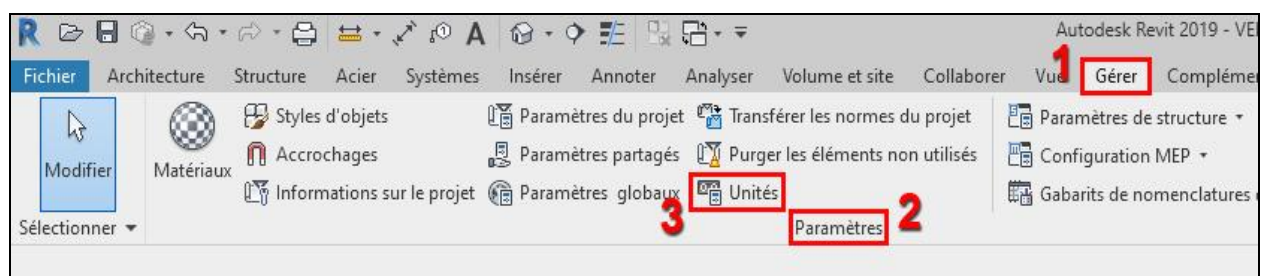 R A Autodesk Revit 2019 - VE
Fichier Architecture Structure Acier Systèmes Insérer Annoter Analyser Volume et site Collaborer Vue 1 Gérer Compléme
Modifier Matériaux Styles d'objets Paramètres du projet Transférer les normes du projet Paramètres de structure
Accrochages Paramètres partagés Purger les éléments non utilisés Configuration MEP
Informations sur le projet Paramètres globaux 3 Unités Gabarits de nomenclatures
Sélectionner Paramètres 2